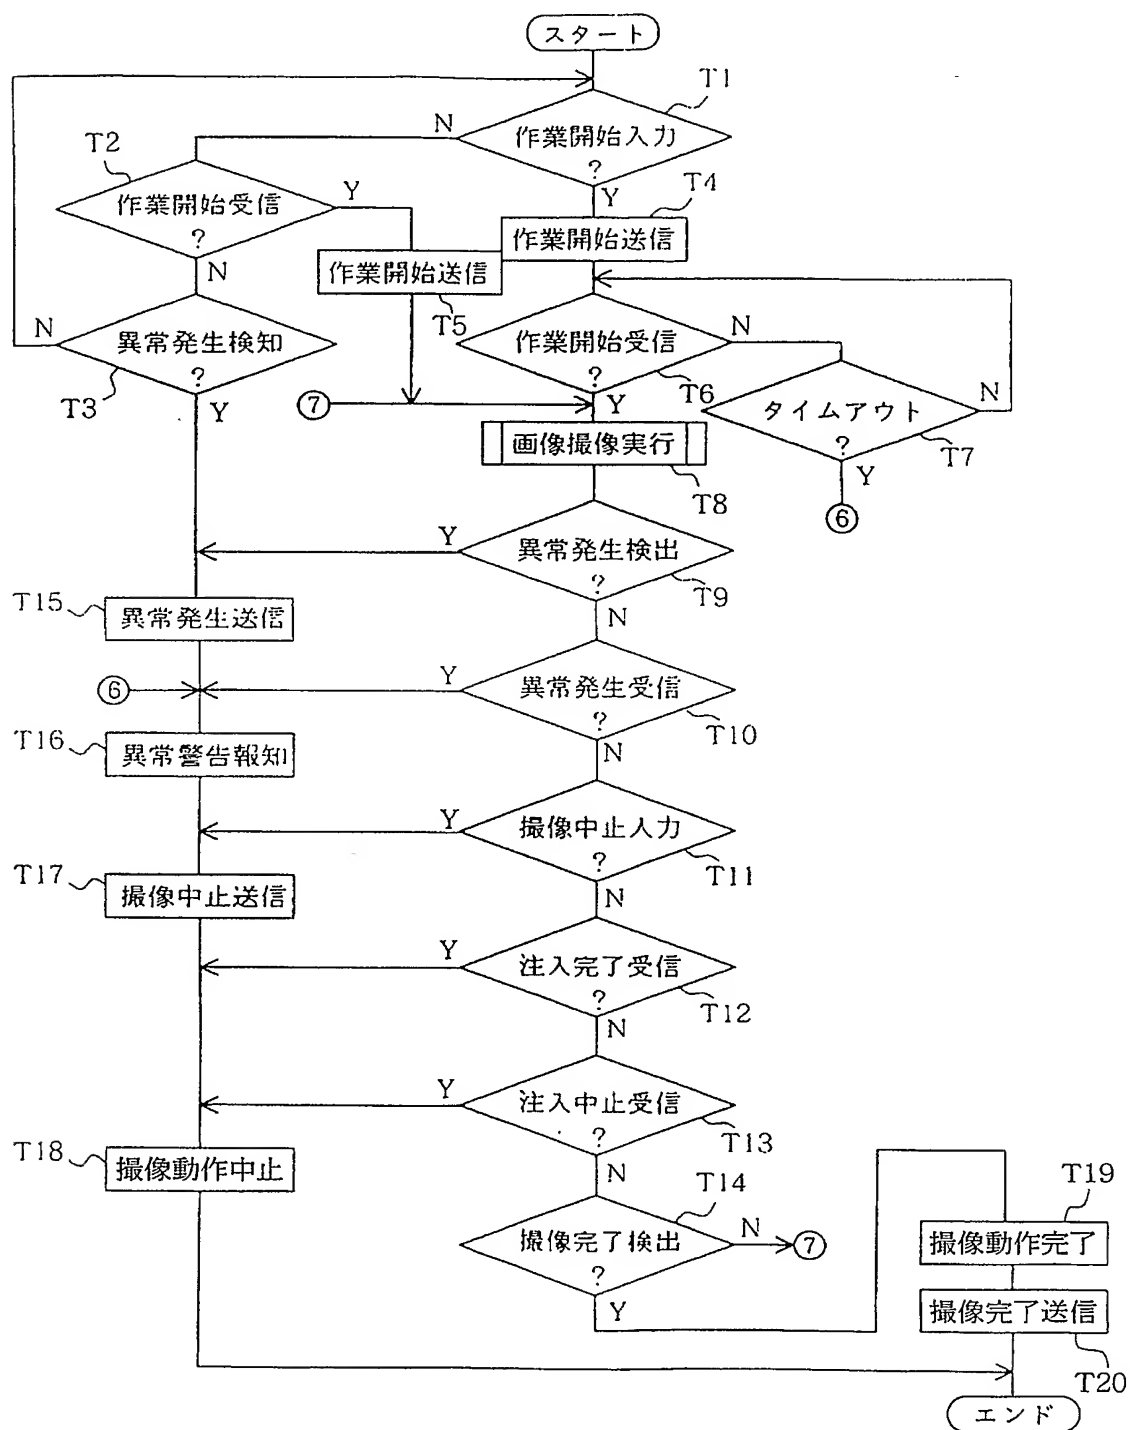 スタート
T1
N
作業開始入力
?
Y
T2
作業開始受信
?
Y
N
T4
作業開始送信
作業開始送信
T5
N
異常発生検知
?
T3
Y
作業開始受信
?
N
T6
Y
タイムアウト
?
N
T7
Y
⑥
⑦
画像撮像実行
T8
Y
異常発生検出
?
T9
N
T15
異常発生送信
⑥
Y
異常発生受信
?
T10
N
T16
異常警告報知
Y
撮像中止入力
?
T11
N
T17
撮像中止送信
Y
注入完了受信
?
T12
N
Y
注入中止受信
?
T13
N
T18
撮像動作中止
T14
撮像完了検出
?
N
⑦
Y
T19
撮像動作完了
撮像完了送信
T20
エンド